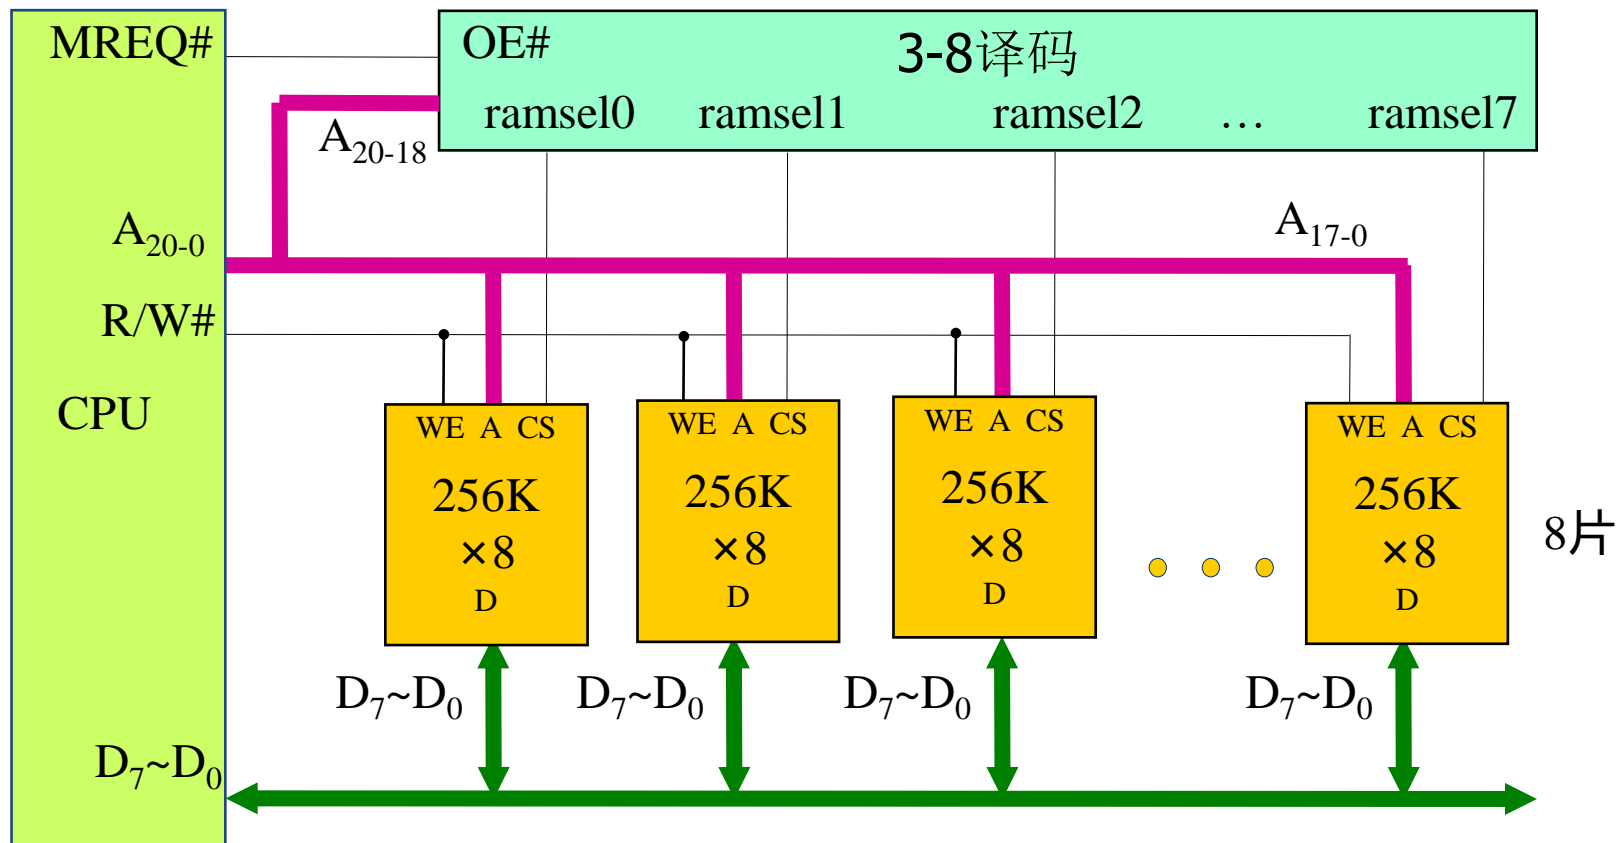 MREQ#
OE#
3-8译码
ramsel0 ramsel1 ramsel2 … ramsel7
A20-18
A20-0
A17-0
R/W#
CPU
WE A CS
256K
×8
D
WE A CS
256K
×8
D
WE A CS
256K
×8
D
WE A CS
256K
×8
D
8片
D7~D0
D7~D0
D7~D0
D7~D0
D7~D0